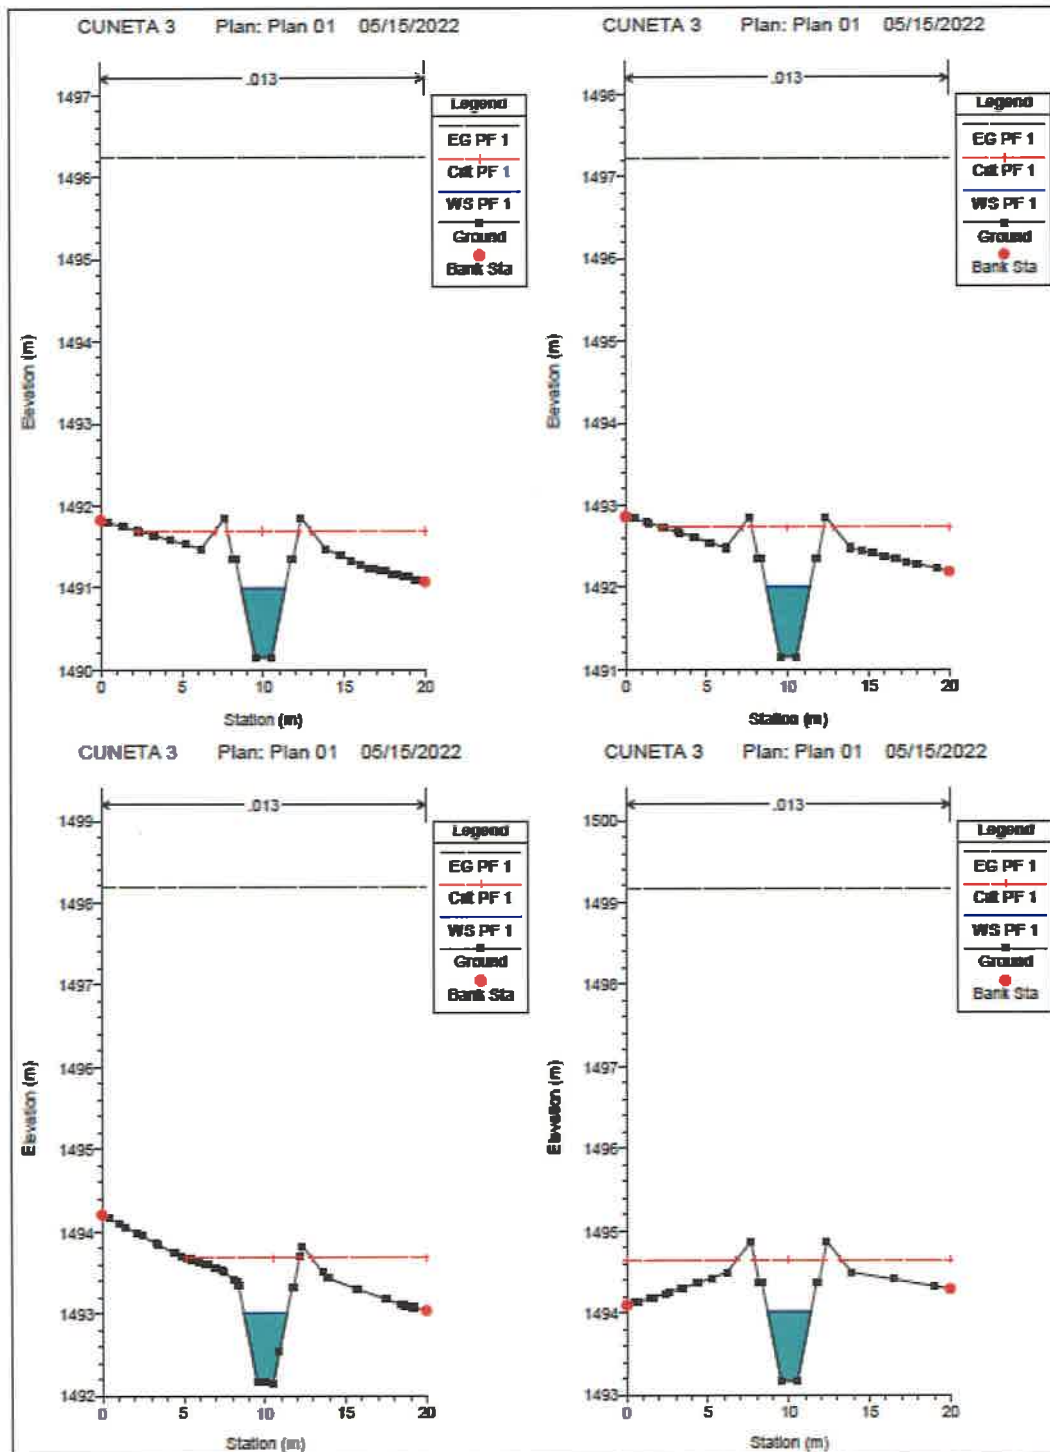 CUNETA 3 Plan: Plan 01 05/15/2022
.013
Legend
EG PF 1
Crit PF 1
WS PF 1
Ground
Bank Sta
Elevation (m)
1497
1496
1495
1494
1493
1492
1491
1490
0 5 10 15 20
Station (m)
CUNETA 3 Plan: Plan 01 05/15/2022
.013
Legend
EG PF 1
Crit PF 1
WS PF 1
Ground
Bank Sta
Elevation (m)
1498
1497
1496
1495
1494
1493
1492
1491
0 5 10 15 20
Station (m)
CUNETA 3 Plan: Plan 01 05/15/2022
.013
Legend
EG PF 1
Crit PF 1
WS PF 1
Ground
Bank Sta
Elevation (m)
1499
1498
1497
1496
1495
1494
1493
1492
0 5 10 15 20
Station (m)
CUNETA 3 Plan: Plan 01 05/15/2022
.013
Legend
EG PF 1
Crit PF 1
WS PF 1
Ground
Bank Sta
Elevation (m)
1500
1499
1498
1497
1496
1495
1494
1493
0 5 10 15 20
Station (m)